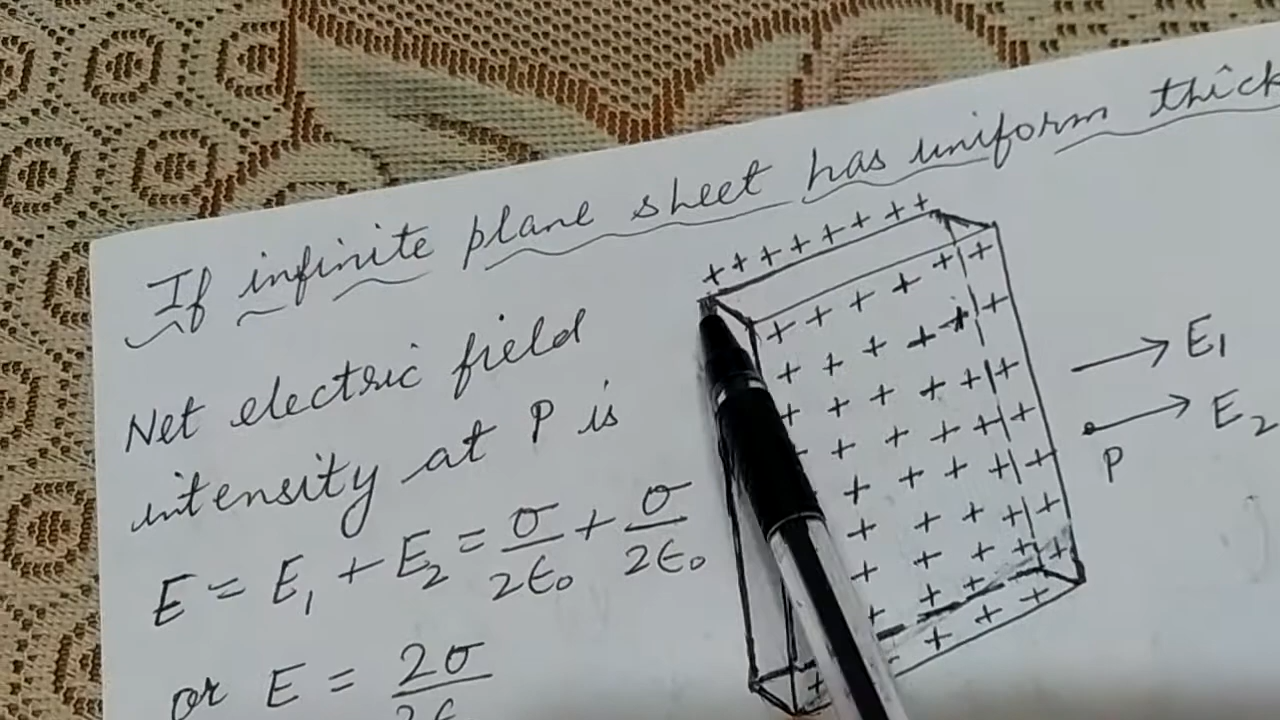 If infinite plane sheet has uniform thick
Net electric field
intensity at P is
E = E₁ + E₂ = σ/2ϵ₀ + σ/2ϵ₀
or E = 2σ/2ϵ
+ + + + + + +
+ + + + + +
+ + + + + +
+ + + + +
+ + + + +
+ + + + +
+ + + + +
+ + + +
+ + + +
+ + + +
+ + +
+
E₁
E₂
P